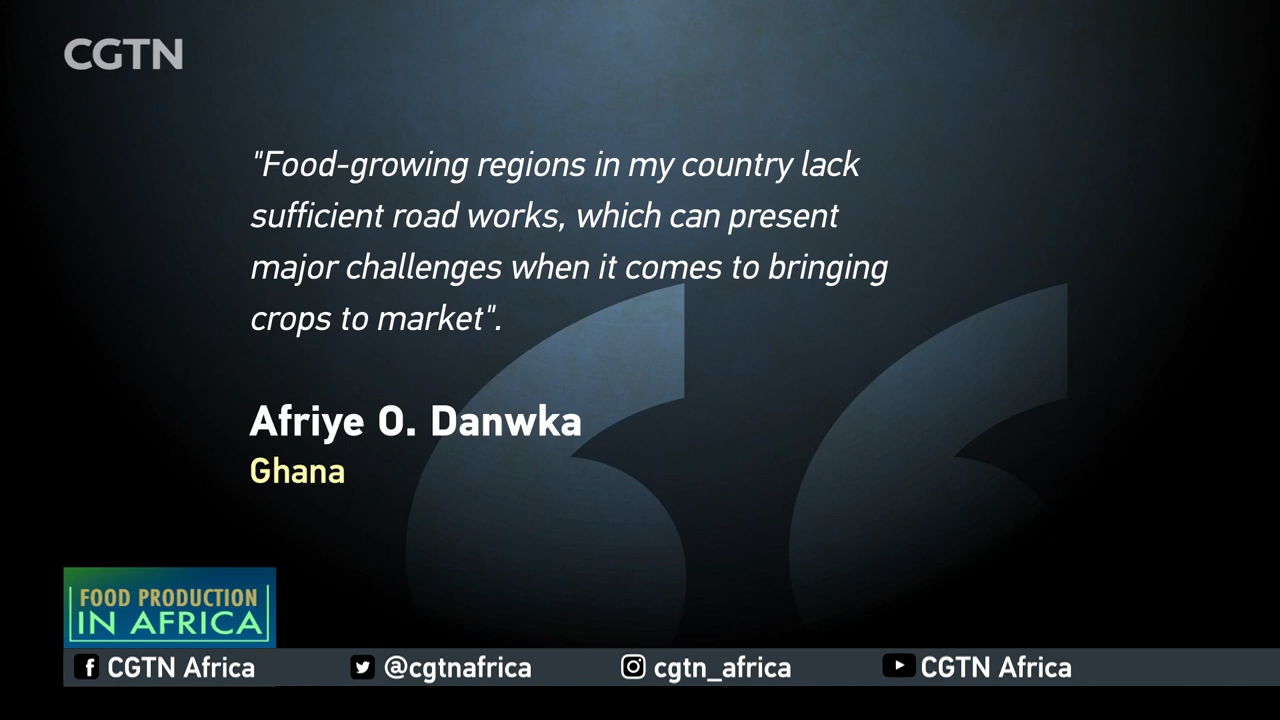 CGTN
"Food-growing regions in my country lack
sufficient road works, which can present
major challenges when it comes to bringing
crops to market".
Afriye O. Danwka
Ghana
FOOD PRODUCTION
IN AFRICA
CGTN Africa @cgtnafrica cgtn_africa CGTN Africa